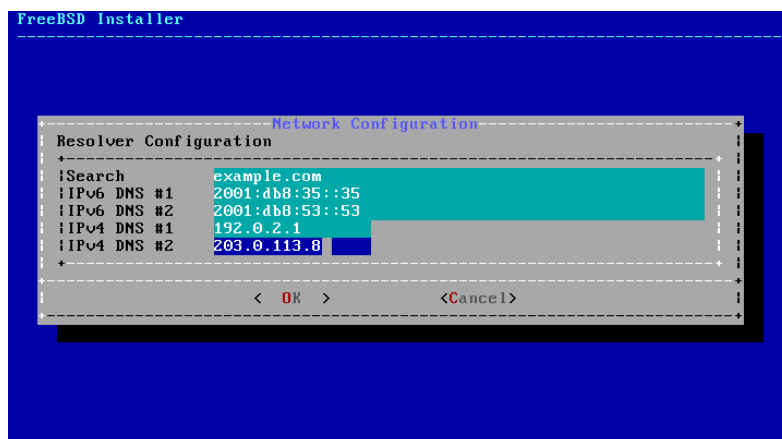 FreeBSD Installer
Network Configuration
Resolver Configuration
Search example.com
IPv6 DNS #1 2001:db8:35::35
IPv6 DNS #2 2001:db8:53::53
IPv4 DNS #1 192.0.2.1
IPv4 DNS #2 203.0.113.8
< OK > <Cancel>